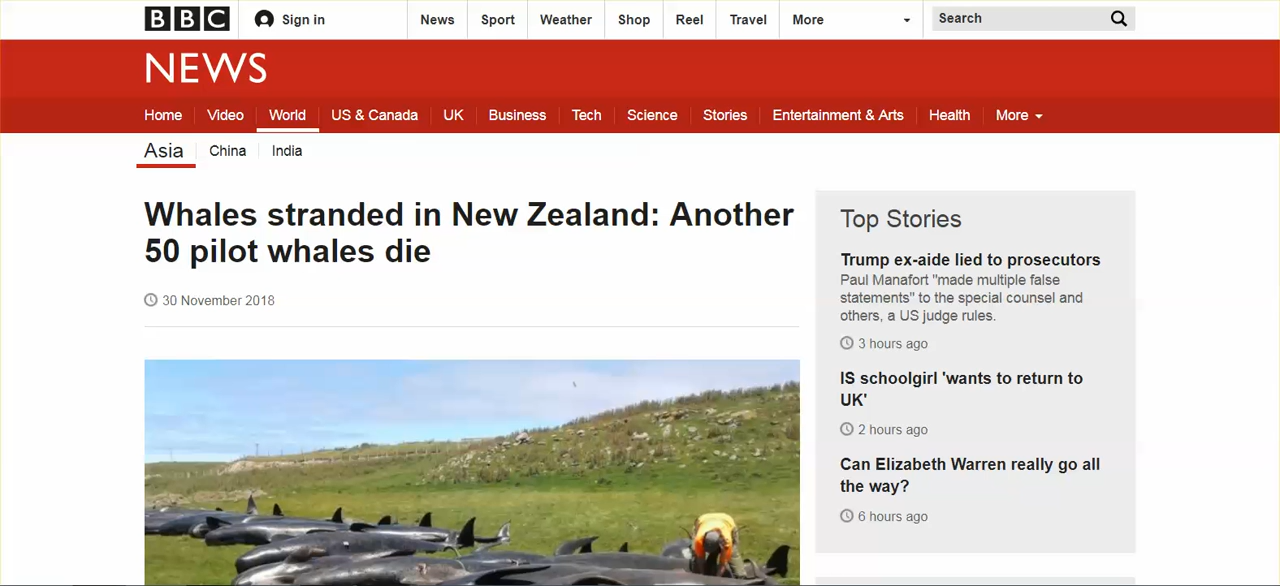 BBC Sign in News Sport Weather Shop Reel Travel More Search
NEWS
Home Video World US & Canada UK Business Tech Science Stories Entertainment & Arts Health More
Asia China India
Whales stranded in New Zealand: Another
50 pilot whales die
30 November 2018
Top Stories
Trump ex-aide lied to prosecutors
Paul Manafort "made multiple false
statements" to the special counsel and
others, a US judge rules.
3 hours ago
IS schoolgirl 'wants to return to
UK'
2 hours ago
Can Elizabeth Warren really go all
the way?
6 hours ago